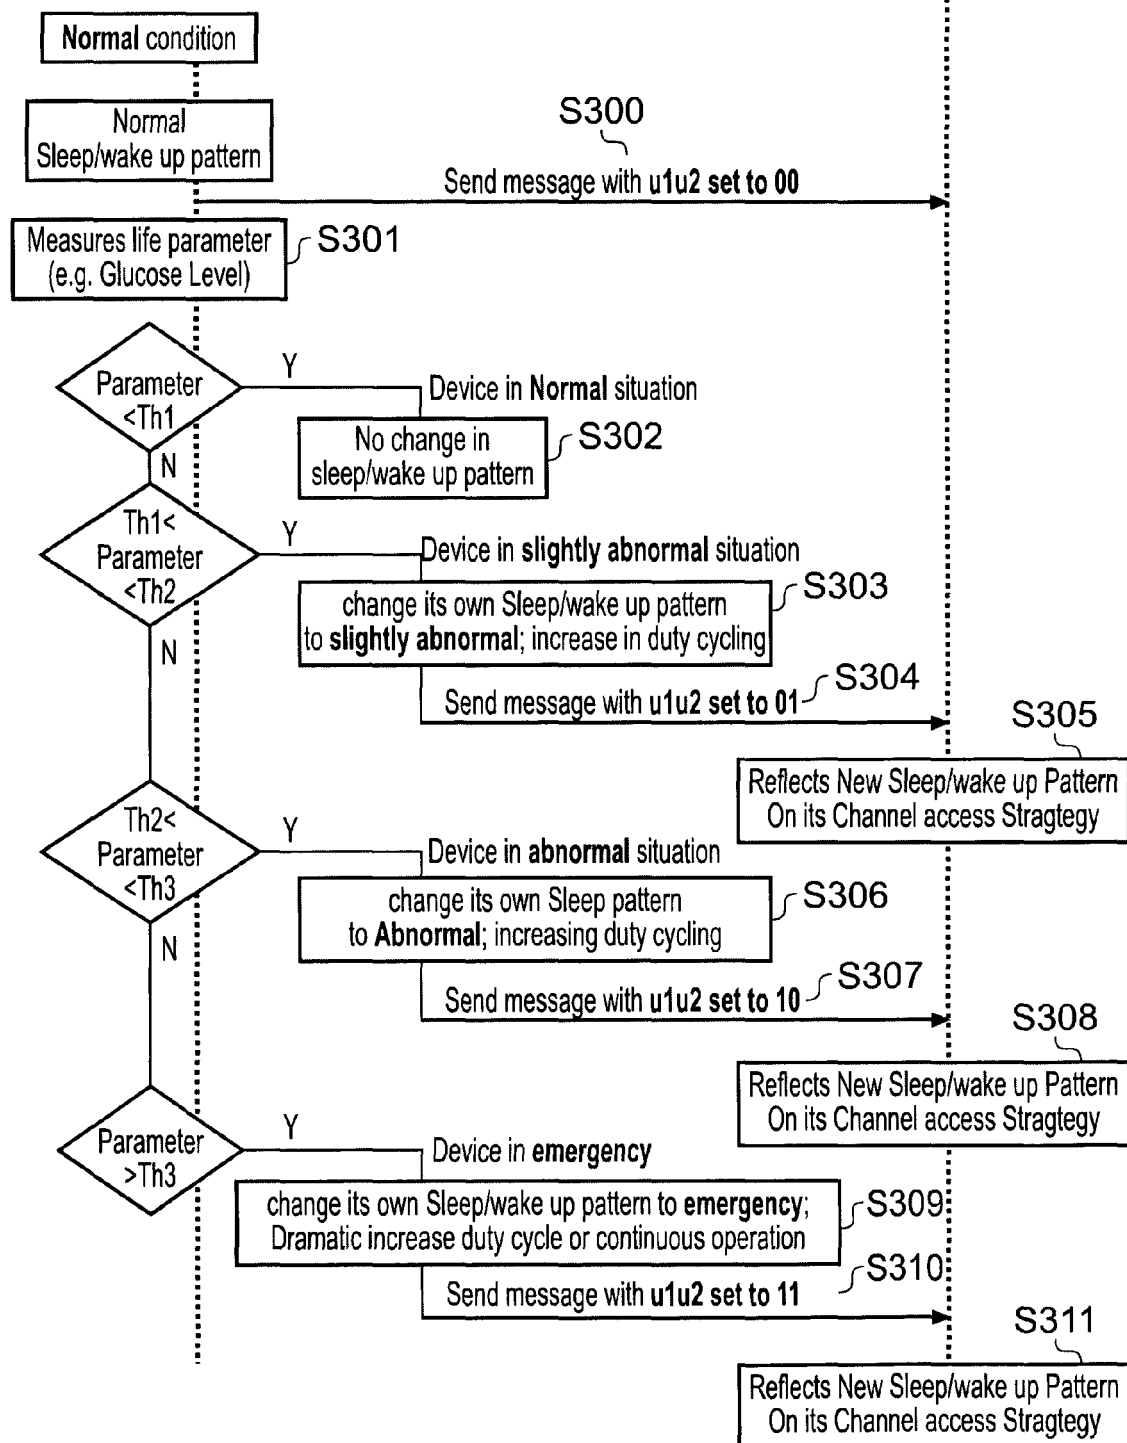 Normal condition
Normal
Sleep/wake up pattern
S300
Send message with u1u2 set to 00
Measures life parameter
(e.g. Glucose Level)
S301
Parameter
<Th1
Y
Device in Normal situation
No change in
sleep/wake up pattern
S302
N
Th1<
Parameter
<Th2
Y
Device in slightly abnormal situation
change its own Sleep/wake up pattern
to slightly abnormal; increase in duty cycling
S303
N
Send message with u1u2 set to 01
S304
S305
Reflects New Sleep/wake up Pattern
On its Channel access Stragtegy
Th2<
Parameter
<Th3
Y
Device in abnormal situation
change its own Sleep pattern
to Abnormal; increasing duty cycling
S306
N
Send message with u1u2 set to 10
S307
S308
Reflects New Sleep/wake up Pattern
On its Channel access Stragtegy
Parameter
>Th3
Y
Device in emergency
change its own Sleep/wake up pattern to emergency;
Dramatic increase duty cycle or continuous operation
S309
Send message with u1u2 set to 11
S310
S311
Reflects New Sleep/wake up Pattern
On its Channel access Stragtegy